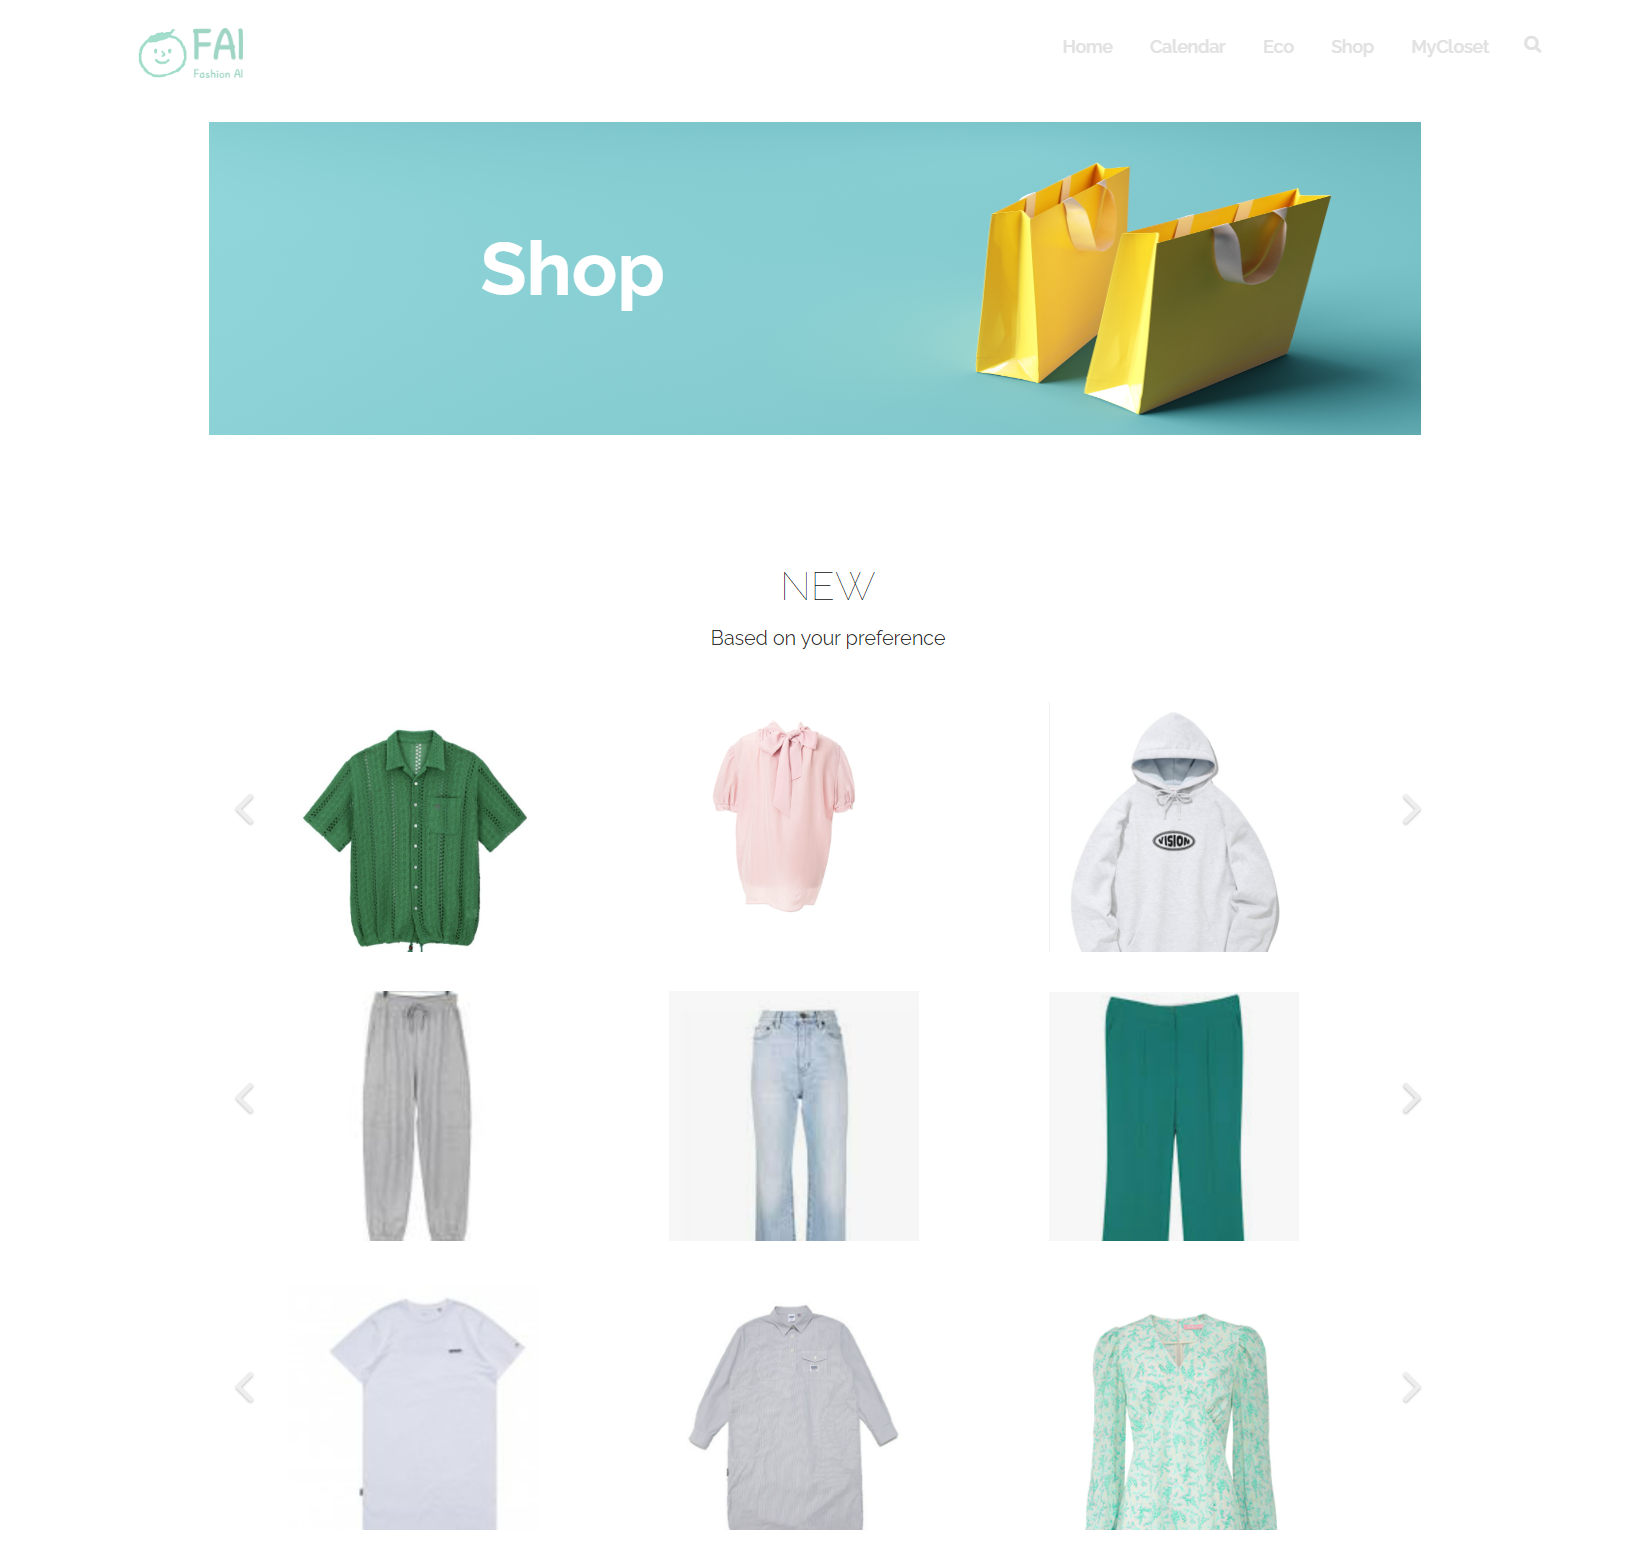 FAI
Fashion AI
Home Calendar Eco Shop MyCloset
Shop
NEW
Based on your preference
VISION